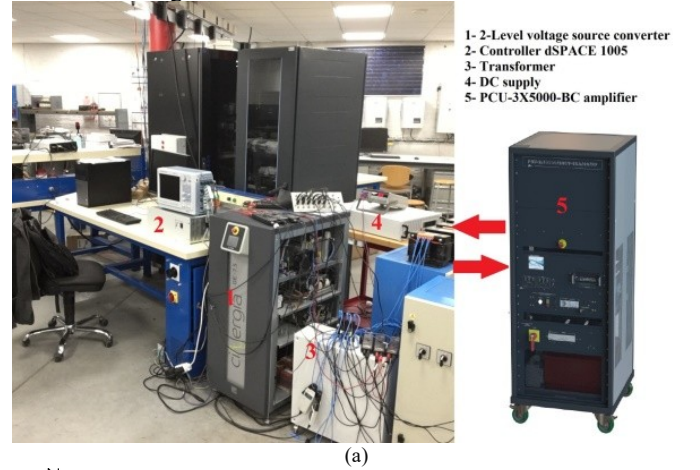 1- 2-Level voltage source converter
2- Controller dSPACE 1005
3- Transformer
4- DC supply
5- PCU-3X5000-BC amplifier
5
2
4
1
cinergia
3
(a)